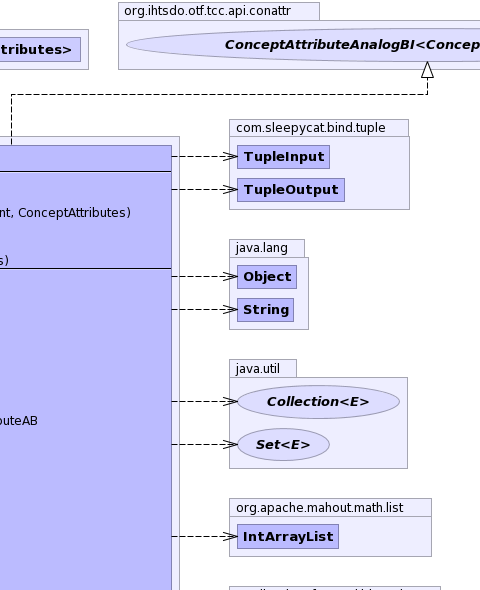 org.ihtsdo.otf.tcc.api.conattr
tributes>
ConceptAttributeAnalogBI<Concep
com.sleepycat.bind.tuple
TupleInput
TupleOutput
nt, ConceptAttributes)
java.lang
s)
Object
String
java.util
Collection<E>
buteAB
Set<E>
org.apache.mahout.math.list
IntArrayList